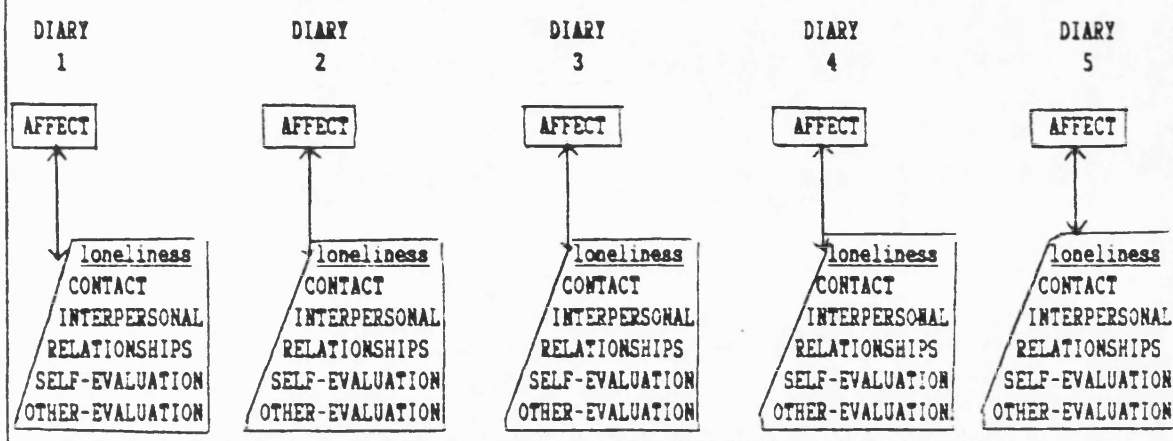 DIARY DIARY DIARY DIARY DIARY
1 2 3 4 5
AFFECT AFFECT AFFECT AFFECT AFFECT
loneliness loneliness loneliness loneliness loneliness
CONTACT CONTACT CONTACT CONTACT CONTACT
INTERPERSONAL INTERPERSONAL INTERPERSONAL INTERPERSONAL INTERPERSONAL
RELATIONSHIPS RELATIONSHIPS RELATIONSHIPS RELATIONSHIPS RELATIONSHIPS
SELF-EVALUATION SELF-EVALUATION SELF-EVALUATION SELF-EVALUATION SELF-EVALUATION
OTHER-EVALUATION OTHER-EVALUATION OTHER-EVALUATION OTHER-EVALUATION OTHER-EVALUATION